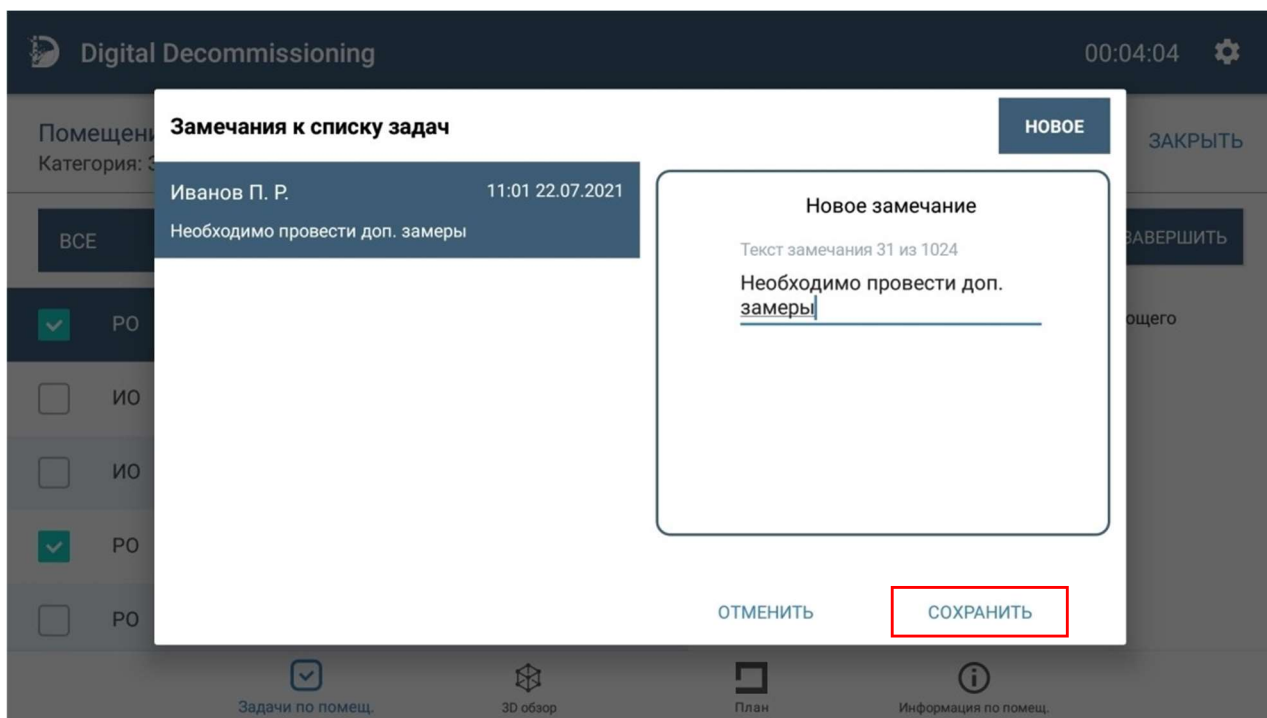 Digital Decommissioning
00:04:04
Помещени
Категория: З
ЗАКРЫТЬ
Замечания к списку задач
НОВОЕ
Иванов П. Р.
11:01 22.07.2021
Необходимо провести доп. замеры
Новое замечание
Текст замечания 31 из 1024
Необходимо провести доп.
замеры
ВСЕ
ЗАВЕРШИТЬ
РО
ющего
ИО
ИО
РО
РО
ОТМЕНИТЬ
СОХРАНИТЬ
Задачи по помещ.
3D обзор
План
Информация по помещ.